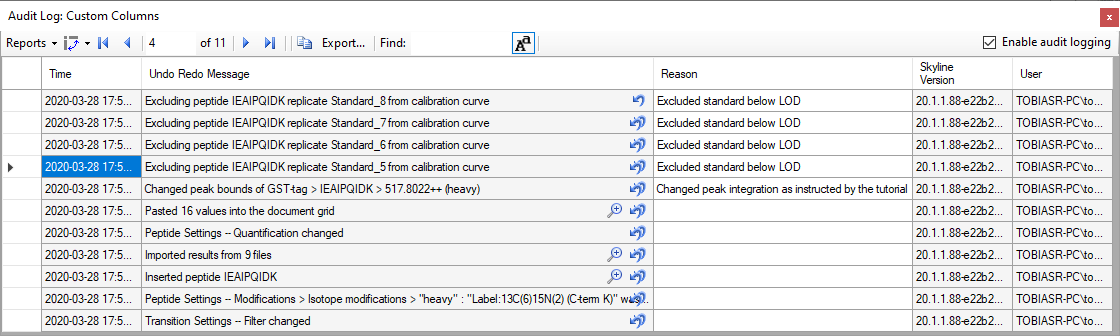 Audit Log: Custom Columns
Reports 4 of 11 Export... Find: Aa Enable audit logging
Time Undo Redo Message Reason Skyline Version User
2020-03-28 17:5... Excluding peptide IEAIPQIDK replicate Standard_8 from calibration curve Excluded standard below LOD 20.1.1.88-e22b2... TOBIASR-PC\to...
2020-03-28 17:5... Excluding peptide IEAIPQIDK replicate Standard_7 from calibration curve Excluded standard below LOD 20.1.1.88-e22b2... TOBIASR-PC\to...
2020-03-28 17:5... Excluding peptide IEAIPQIDK replicate Standard_6 from calibration curve Excluded standard below LOD 20.1.1.88-e22b2... TOBIASR-PC\to...
2020-03-28 17:5... Excluding peptide IEAIPQIDK replicate Standard_5 from calibration curve Excluded standard below LOD 20.1.1.88-e22b2... TOBIASR-PC\to...
2020-03-28 17:5... Changed peak bounds of GST-tag > IEAIPQIDK > 517.8022++ (heavy) Changed peak integration as instructed by the tutorial 20.1.1.88-e22b2... TOBIASR-PC\to...
2020-03-28 17:5... Pasted 16 values into the document grid 20.1.1.88-e22b2... TOBIASR-PC\to...
2020-03-28 17:5... Peptide Settings -- Quantification changed 20.1.1.88-e22b2... TOBIASR-PC\to...
2020-03-28 17:5... Imported results from 9 files 20.1.1.88-e22b2... TOBIASR-PC\to...
2020-03-28 17:5... Inserted peptide IEAIPQIDK 20.1.1.88-e22b2... TOBIASR-PC\to...
2020-03-28 17:5... Peptide Settings -- Modifications > Isotope modifications > "heavy" : "Label:13C(6)15N(2) (C-term K)" was... 20.1.1.88-e22b2... TOBIASR-PC\to...
2020-03-28 17:5... Transition Settings -- Filter changed 20.1.1.88-e22b2... TOBIASR-PC\to...